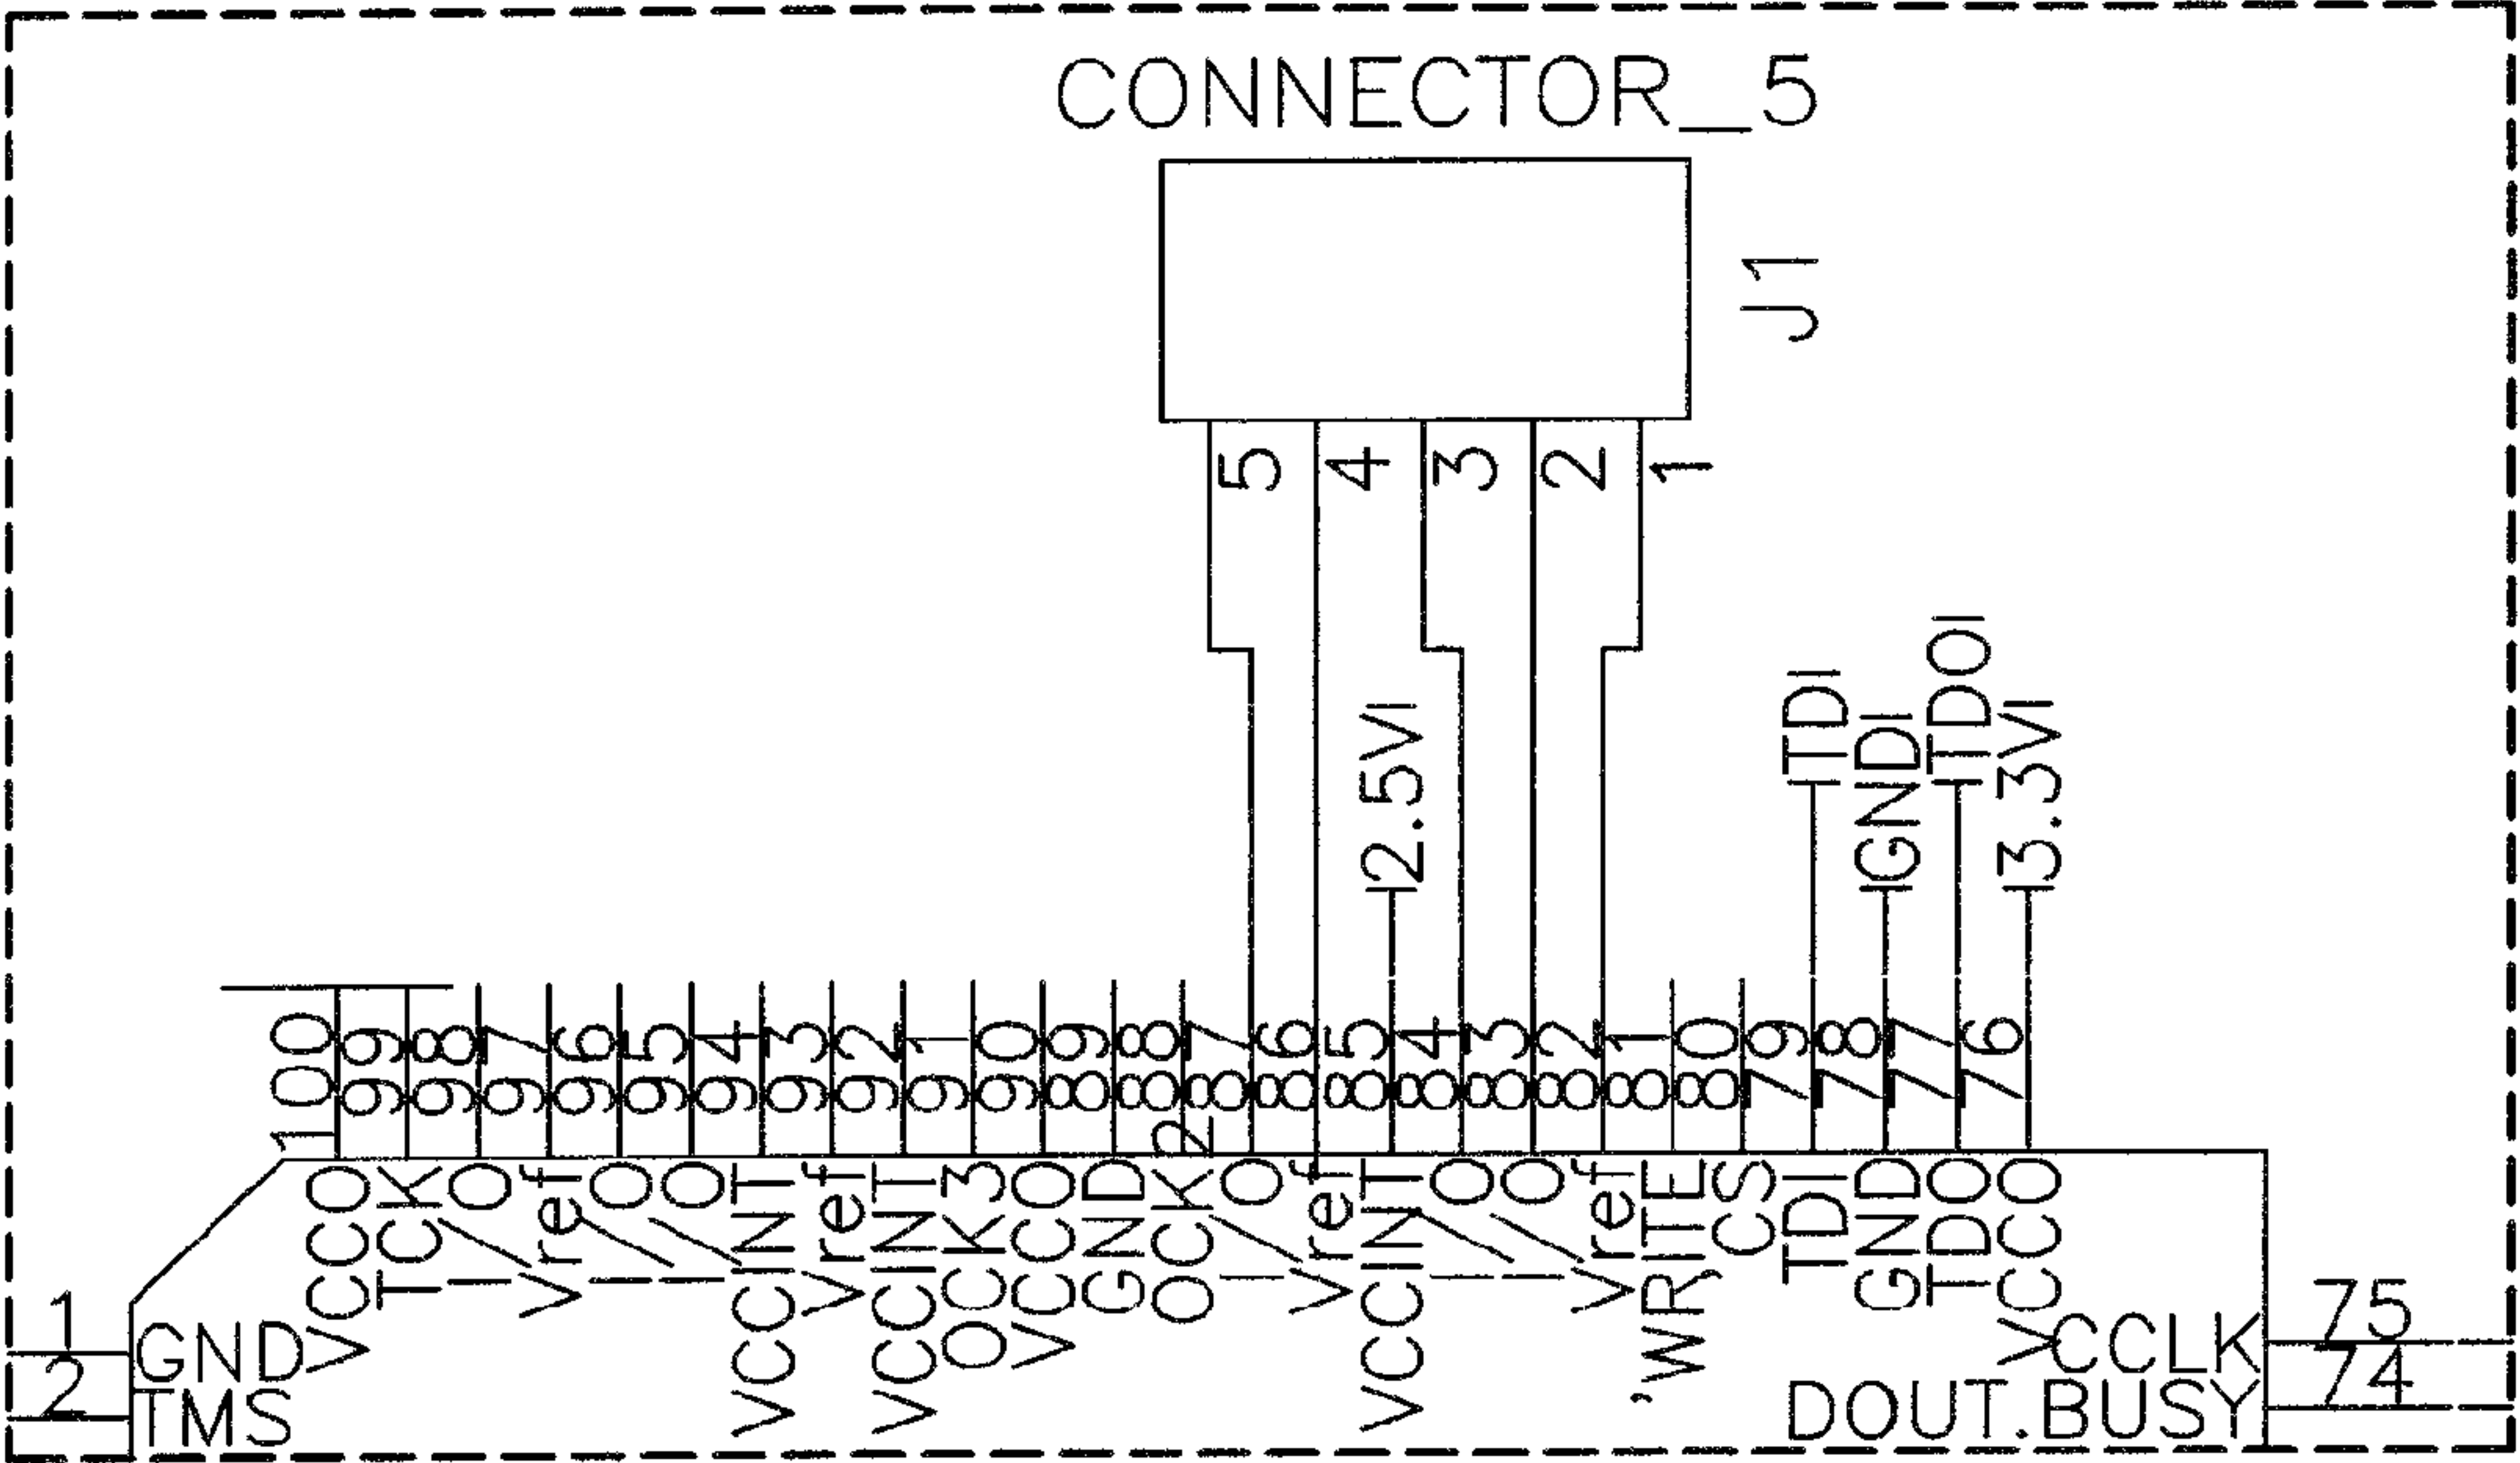 CONNECTOR_5
J1
5 4 3 2 1
|2.5V| |TDI |GND| |TDO| |3.3V|
100 99 98 97 96 95 94 93 92 91 90 89 88 87 86 85 84 83 82 81 80 79 78 77 76
VCCO TCK I/O Vref I/O I/O VCCINT Vref VCCINT OCCK3 VCCO GND OCK2 I/O Vref VCCINT I/O I/O Vref 'WRITE CS TDI GND TDO VCCO
1 GND CCLK 75
2 TMS DOUT.BUSY 74